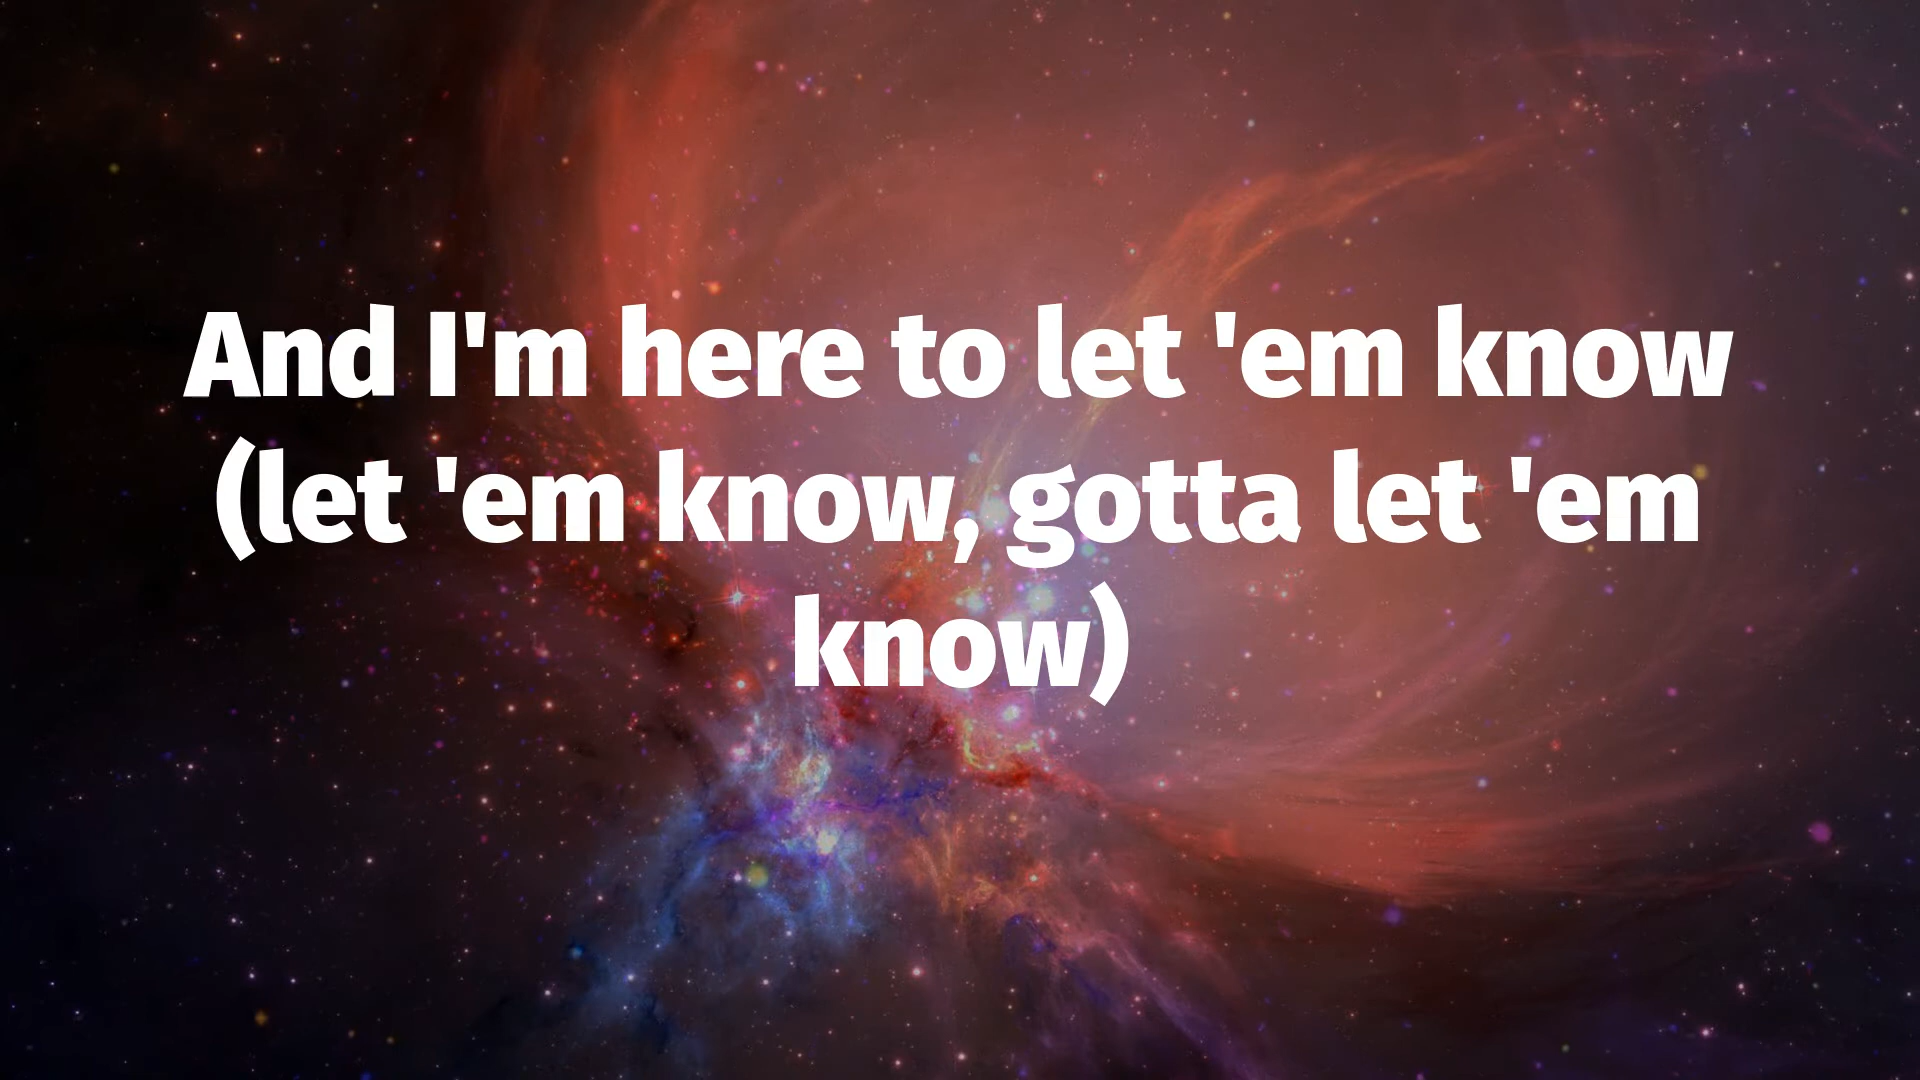 And I'm here to let 'em know
(let 'em know, gotta let 'em
know)